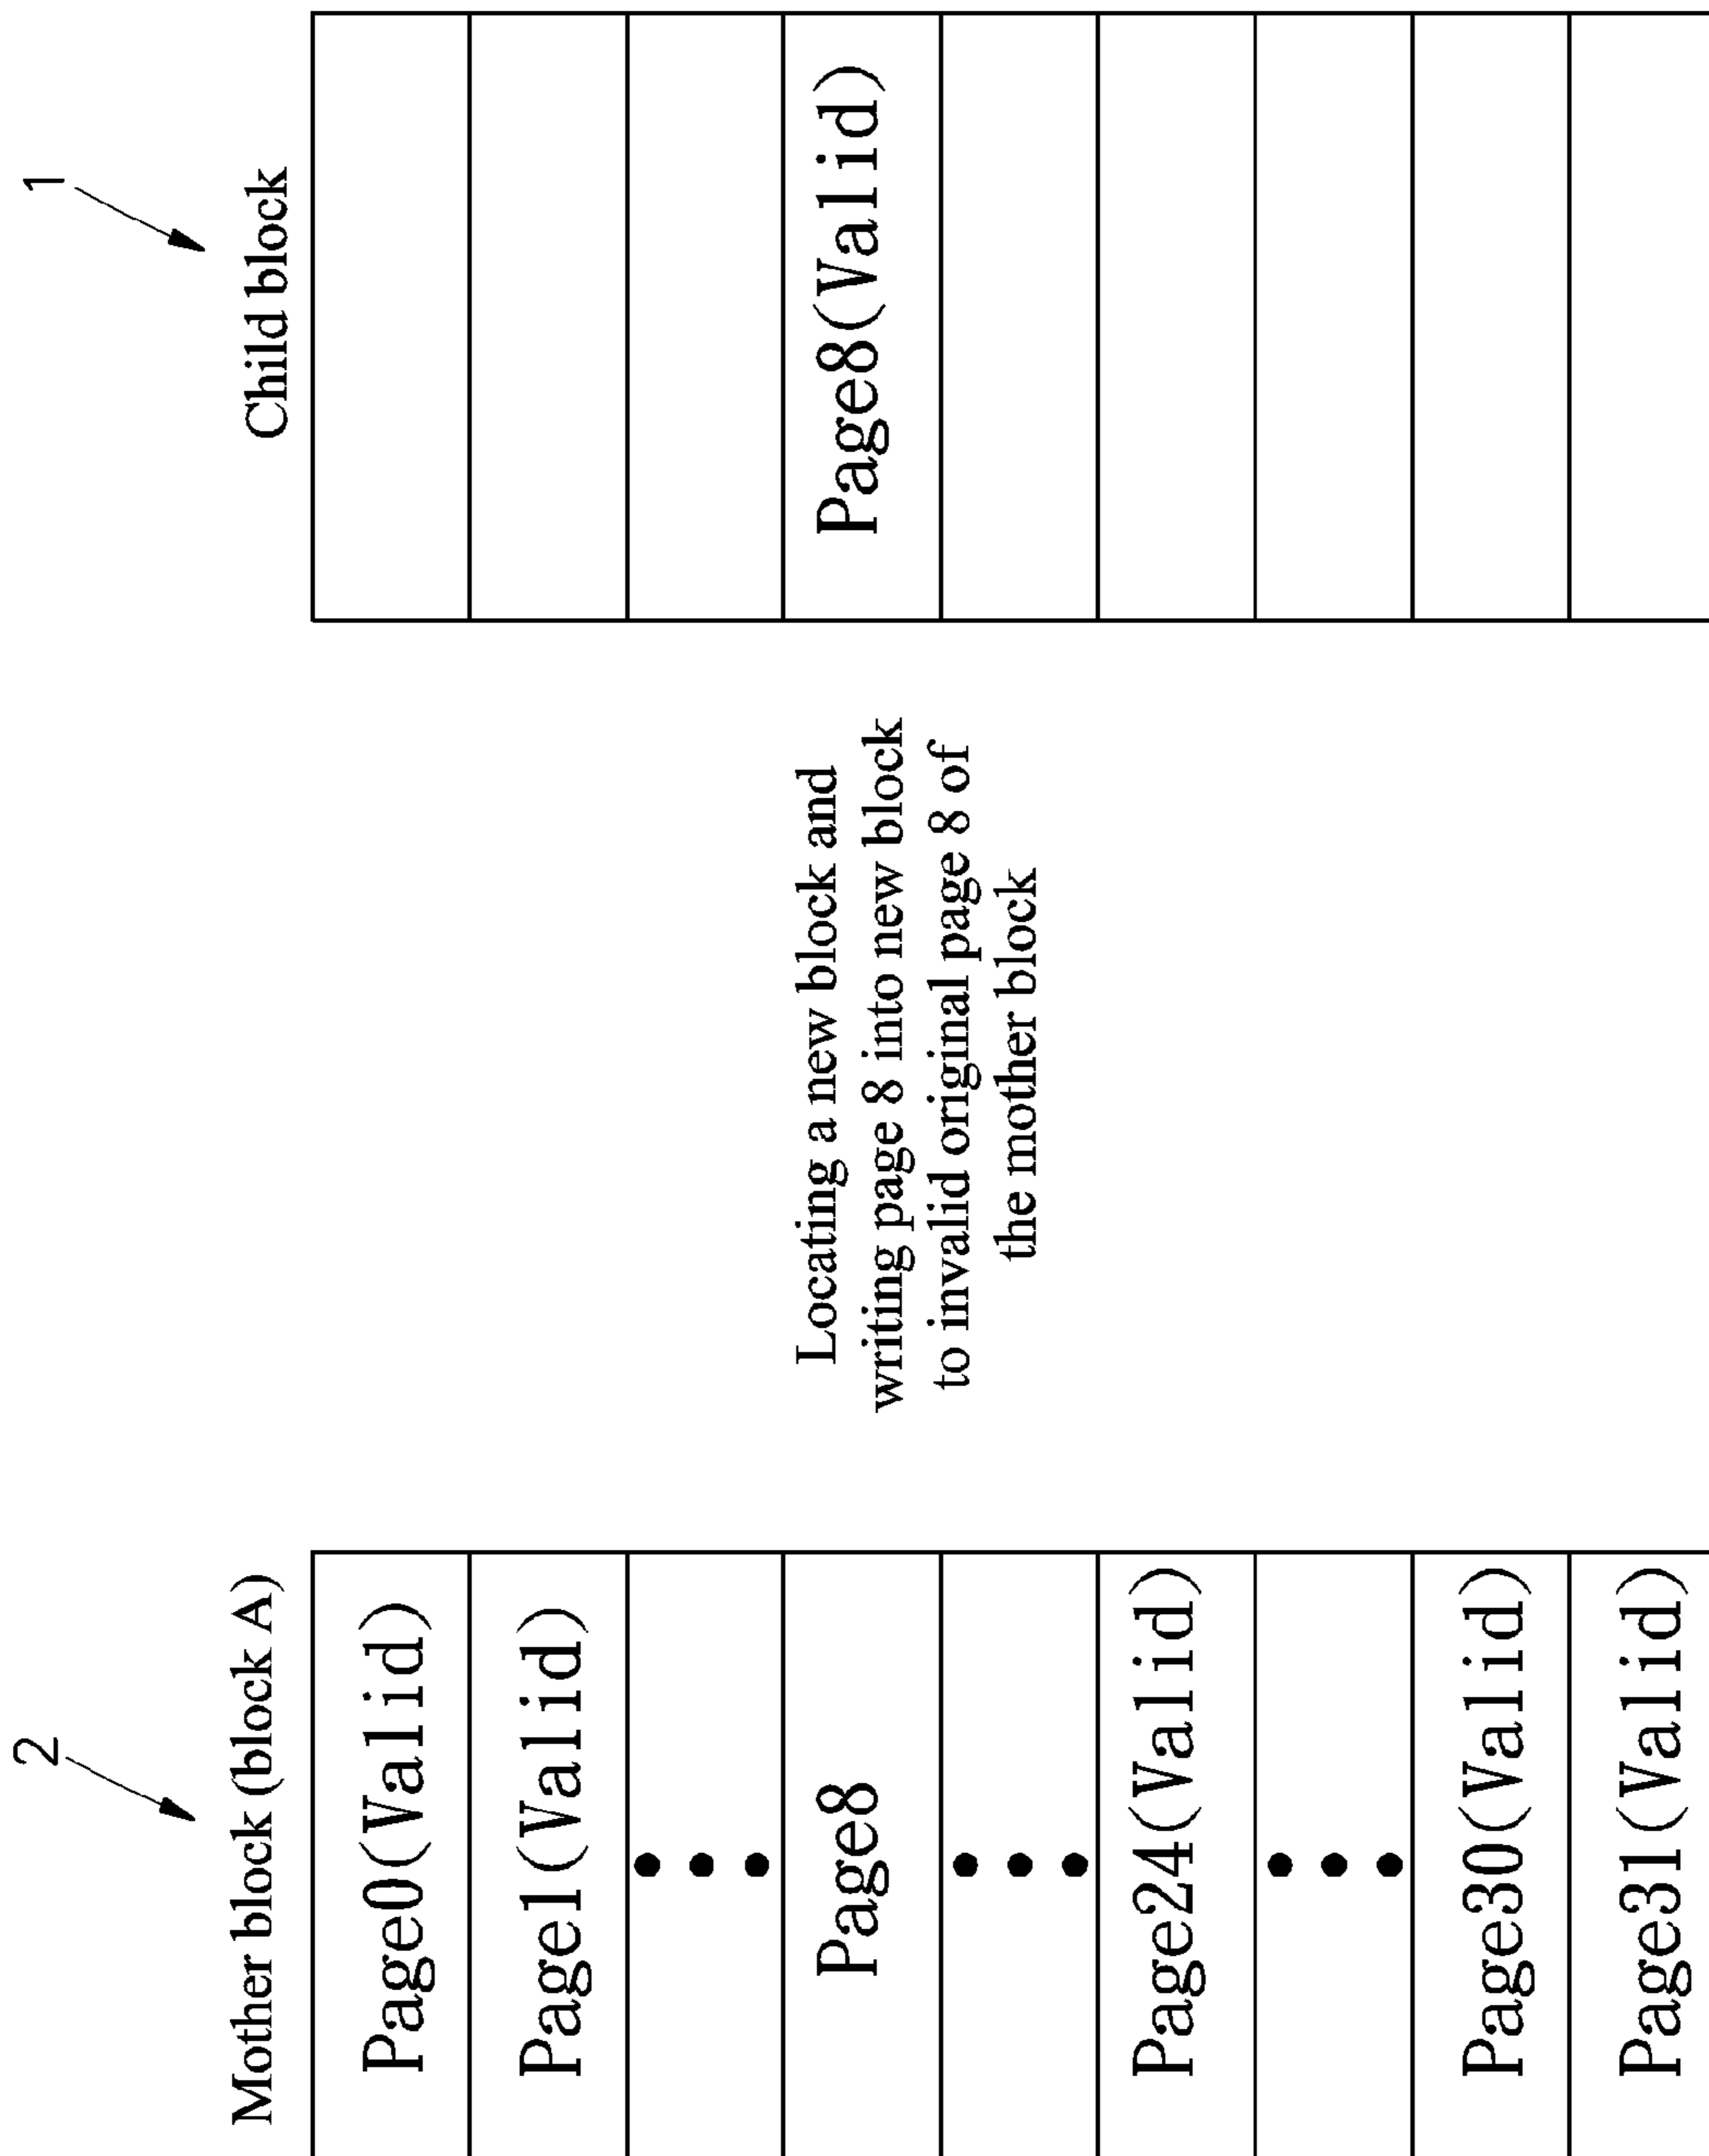 2
Mother block (block A)
Page0(Valid)
Page1(Valid)
Page8
Page24(Valid)
Page30(Valid)
Page31(Valid)
Locating a new block and
writing page 8 into new block
to invalid original page 8 of
the mother block
1
Child block
Page8(Valid)